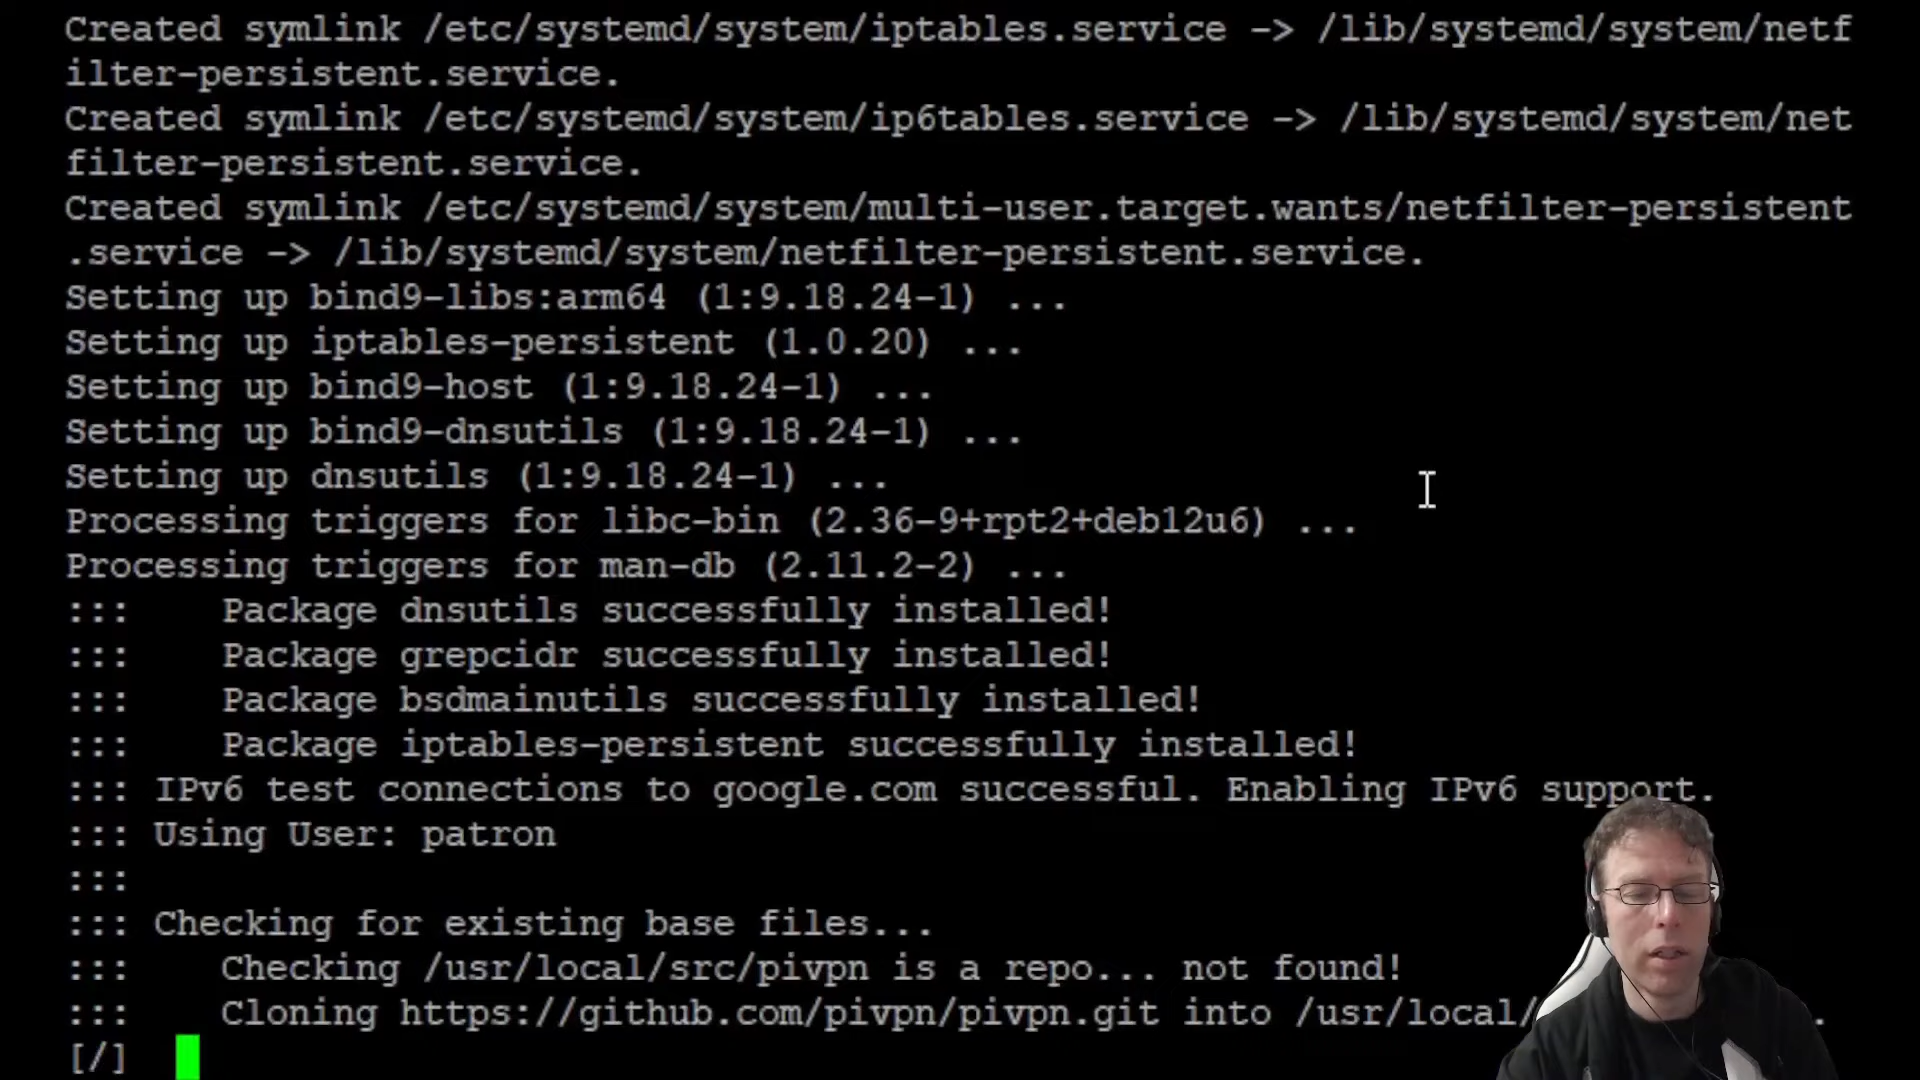 Created symlink /etc/systemd/system/iptables.service -> /lib/systemd/system/netf
ilter-persistent.service.
Created symlink /etc/systemd/system/ip6tables.service -> /lib/systemd/system/net
filter-persistent.service.
Created symlink /etc/systemd/system/multi-user.target.wants/netfilter-persistent
.service -> /lib/systemd/system/netfilter-persistent.service.
Setting up bind9-libs:arm64 (1:9.18.24-1) ...
Setting up iptables-persistent (1.0.20) ...
Setting up bind9-host (1:9.18.24-1) ...
Setting up bind9-dnsutils (1:9.18.24-1) ...
Setting up dnsutils (1:9.18.24-1) ...
Processing triggers for libc-bin (2.36-9+rpt2+deb12u6) ...
Processing triggers for man-db (2.11.2-2) ...
:::    Package dnsutils successfully installed!
:::    Package grepcidr successfully installed!
:::    Package bsdmainutils successfully installed!
:::    Package iptables-persistent successfully installed!
::: IPv6 test connections to google.com successful. Enabling IPv6 support.
::: Using User: patron
:::
::: Checking for existing base files...
:::    Checking /usr/local/src/pivpn is a repo... not found!
:::    Cloning https://github.com/pivpn/pivpn.git into /usr/local/ .
[/]